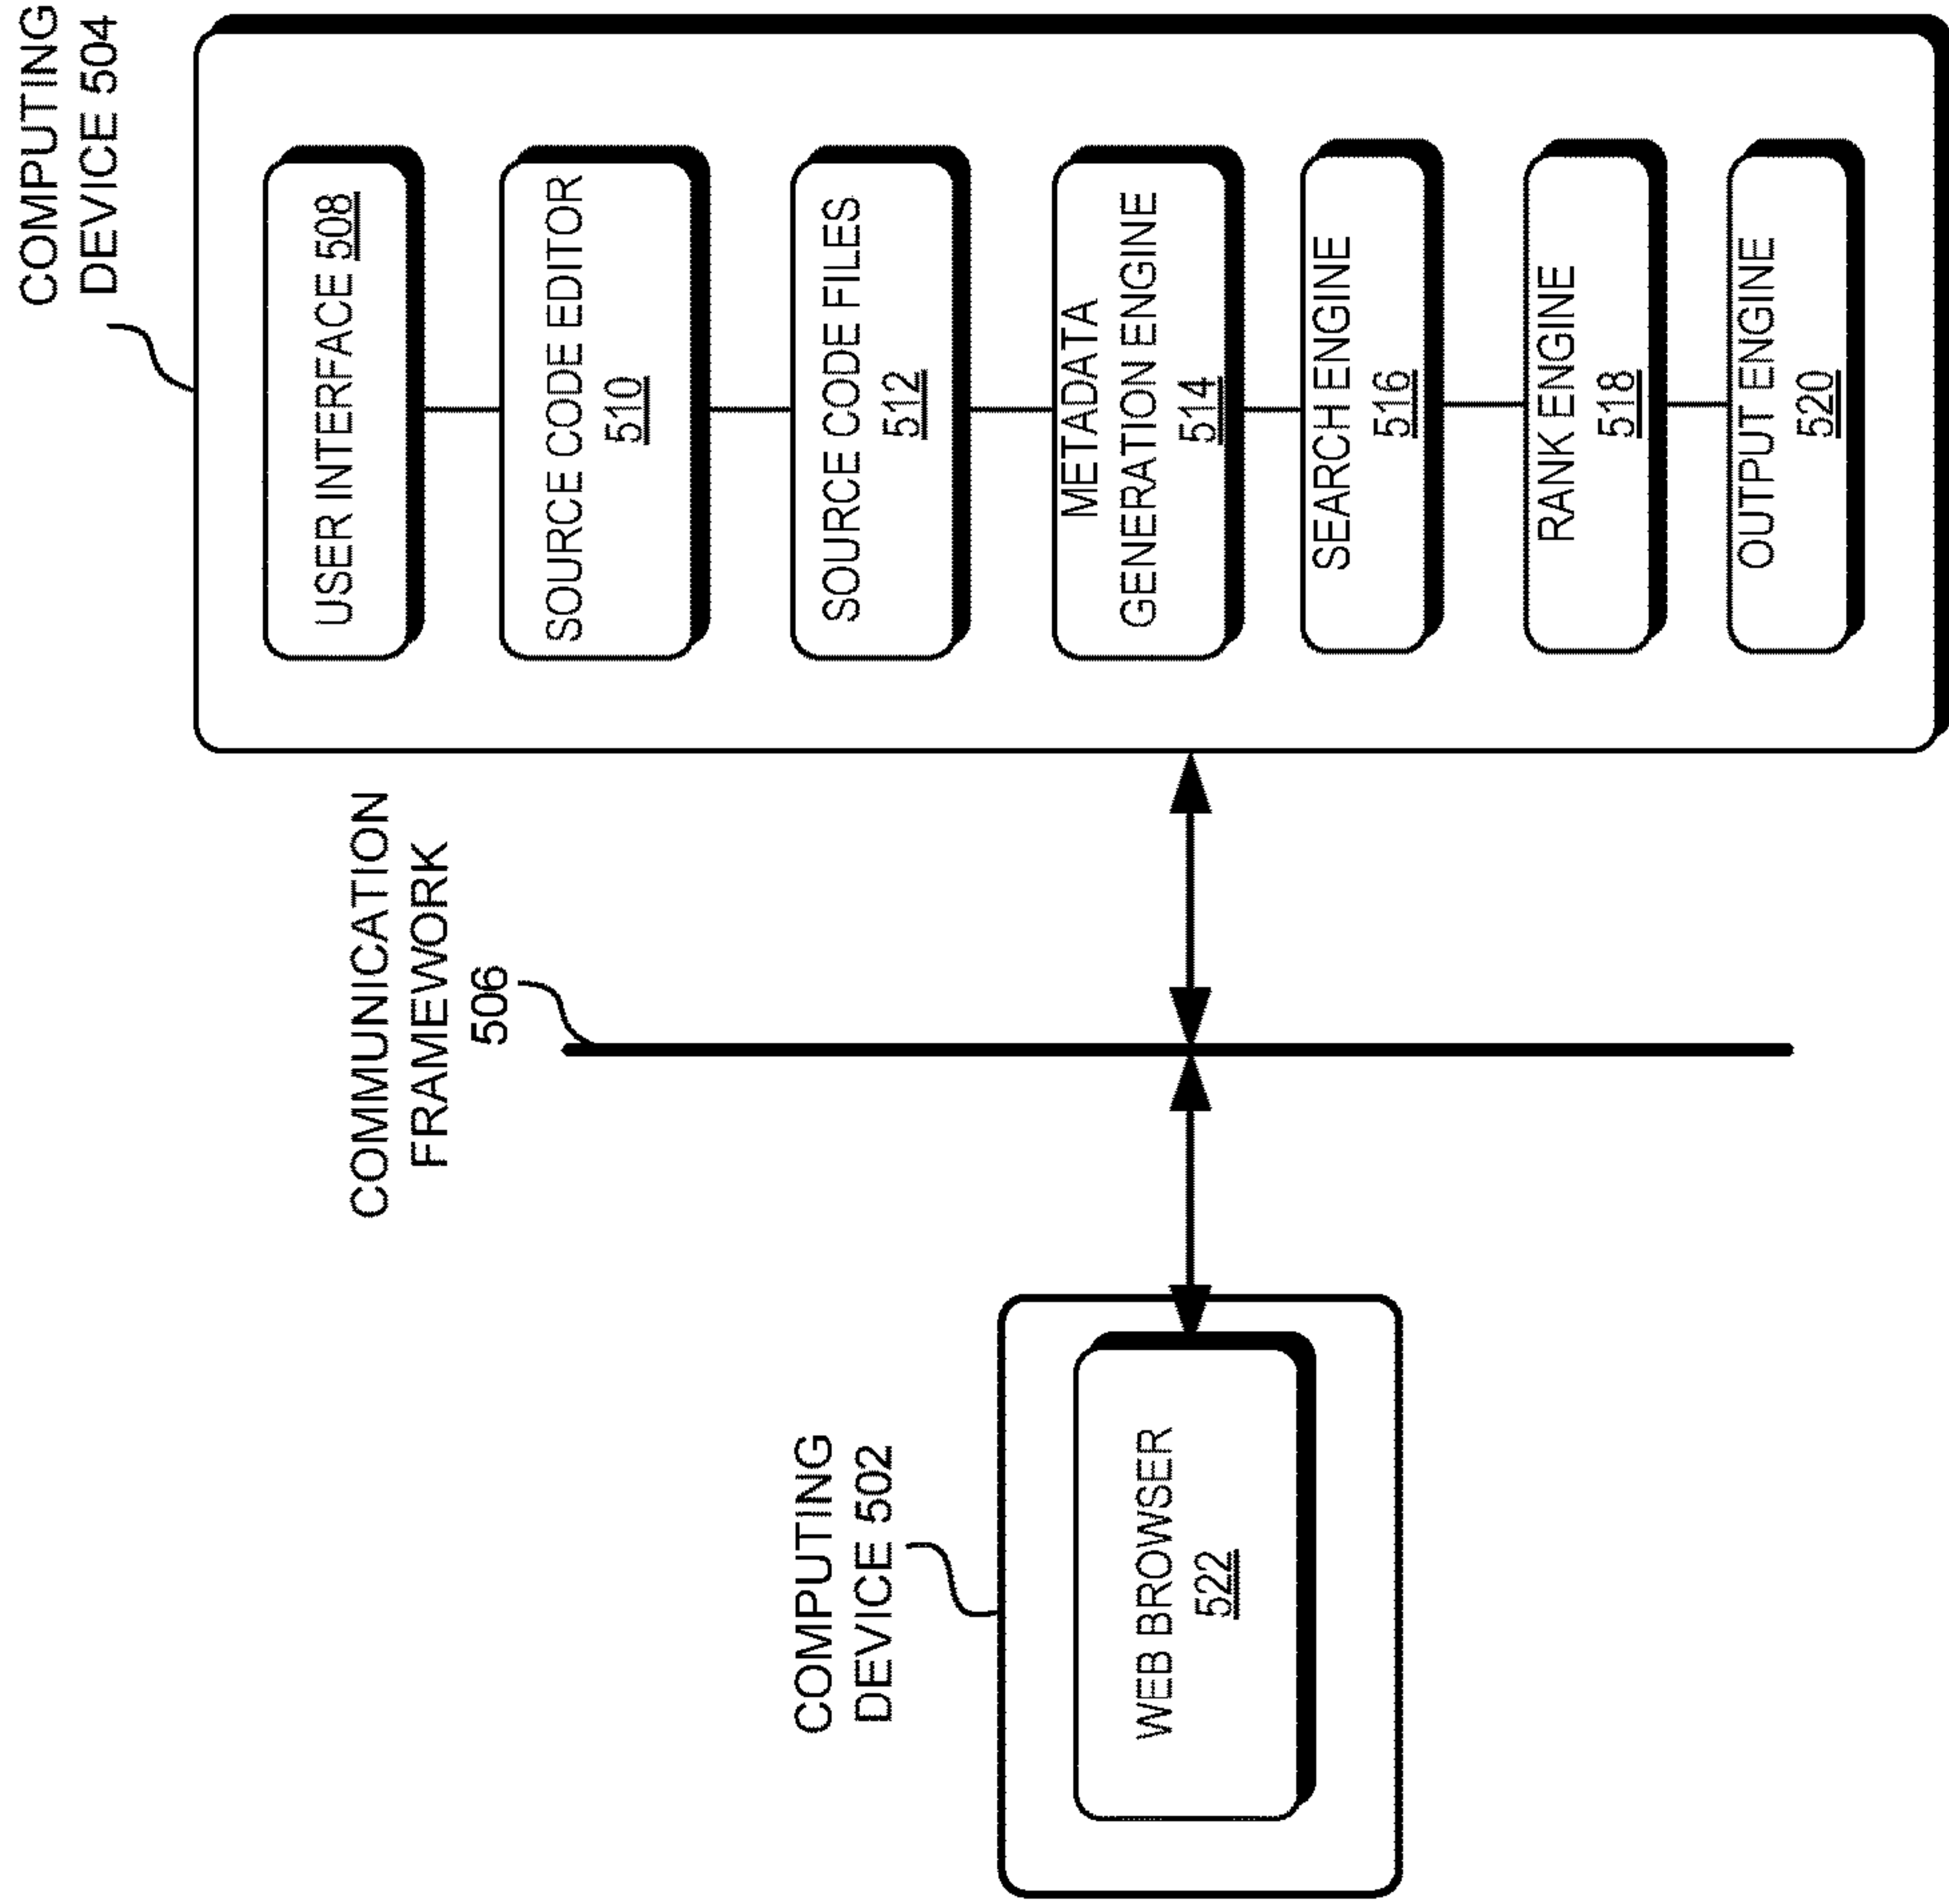 COMPUTING
DEVICE 502
WEB BROWSER
522
COMMUNICATION
FRAMEWORK
506
COMPUTING
DEVICE 504
USER INTERFACE 508
SOURCE CODE EDITOR
510
SOURCE CODE FILES
512
METADATA
GENERATION ENGINE
514
SEARCH ENGINE
516
RANK ENGINE
518
OUTPUT ENGINE
520